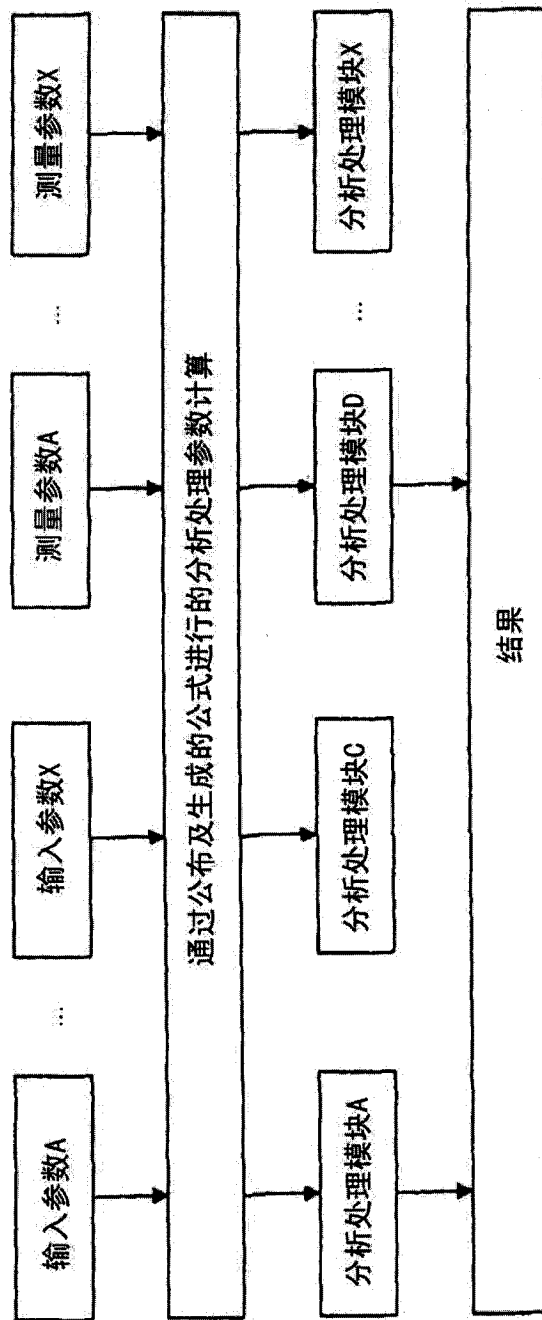 输入参数A
...
输入参数X
测量参数A
...
测量参数X
通过公布及生成的公式进行的分析处理参数计算
分析处理模块A
分析处理模块C
分析处理模块D
...
分析处理模块X
结果